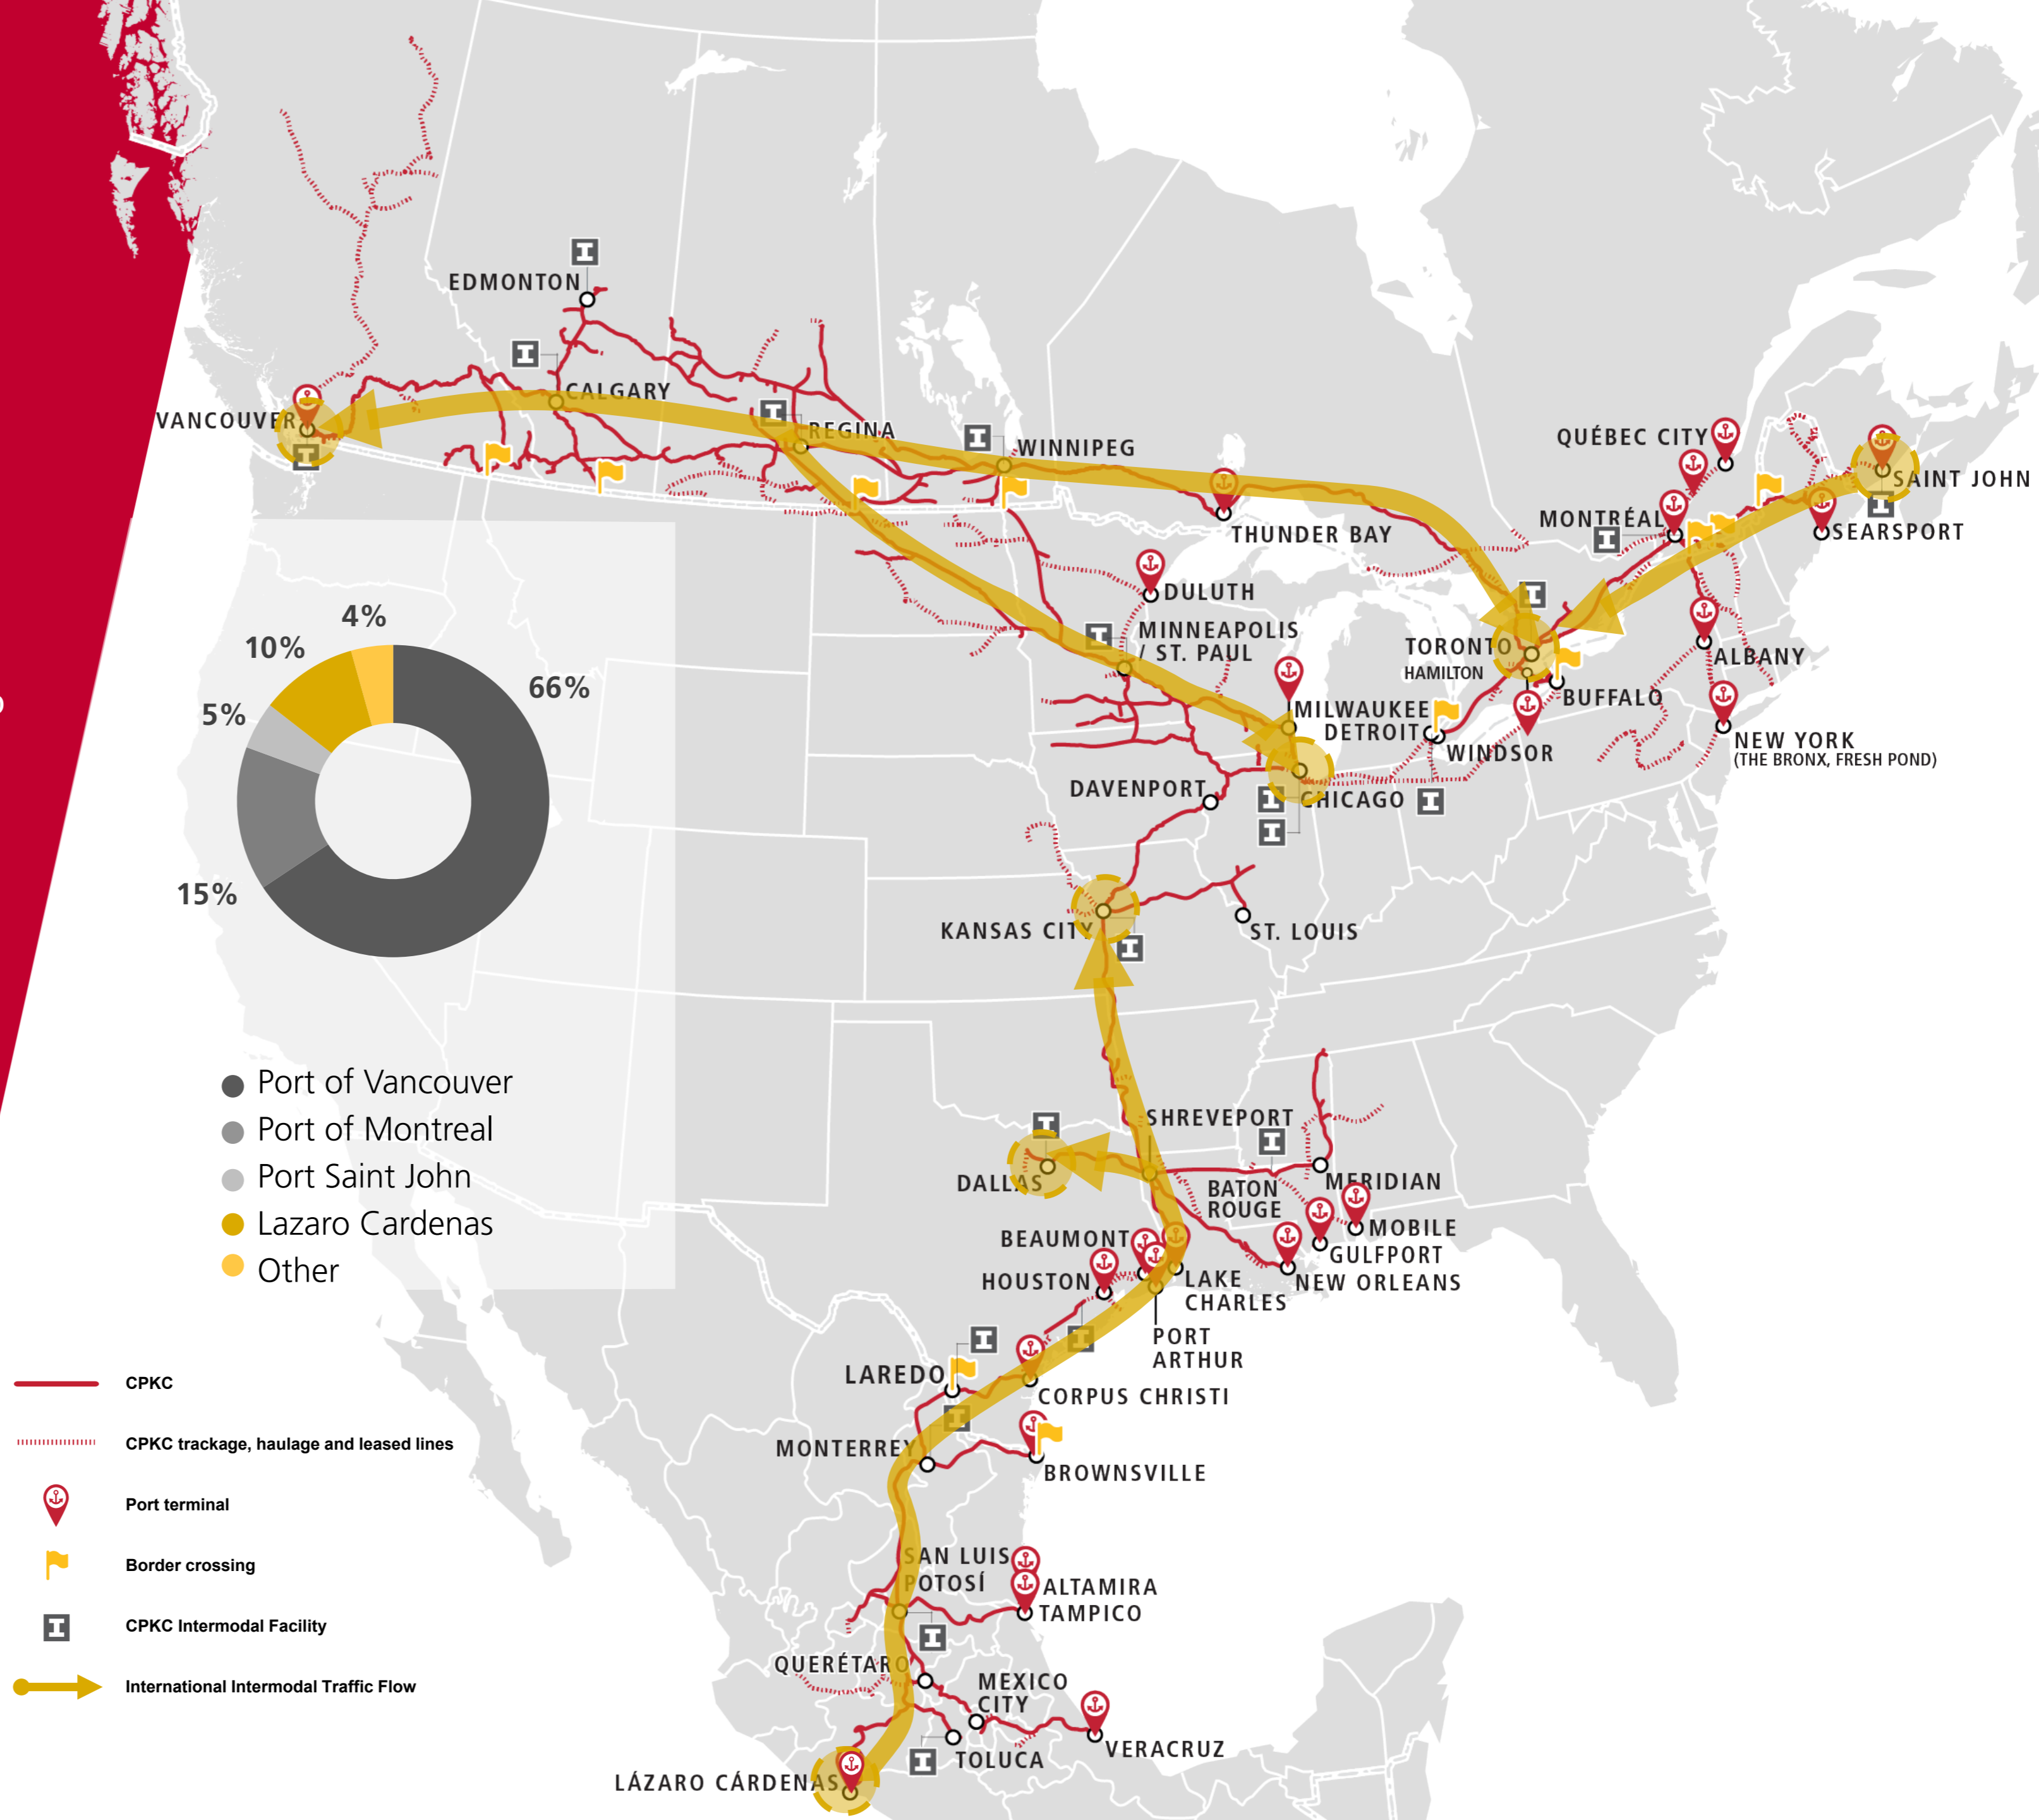 EDMONTON
CALGARY
VANCOUVER
REGINA
WINNIPEG
QUÉBEC CITY
SAINT JOHN
MONTRÉAL
SEARSPORT
THUNDER BAY
DULUTH
MINNEAPOLIS
/ ST. PAUL
TORONTO
HAMILTON
ALBANY
BUFFALO
MILWAUKEE
DETROIT
WINDSOR
NEW YORK
(THE BRONX, FRESH POND)
DAVENPORT
CHICAGO
KANSAS CITY
ST. LOUIS
4%
10%
66%
5%
15%
Port of Vancouver
Port of Montreal
Port Saint John
Lazaro Cardenas
Other
SHREVEPORT
DALLAS
MERIDIAN
BATON
ROUGE
MOBILE
BEAUMONT
GULFPORT
HOUSTON
LAKE
CHARLES
NEW ORLEANS
PORT
ARTHUR
LAREDO
CORPUS CHRISTI
MONTERREY
BROWNSVILLE
SAN LUIS
POTOSÍ
ALTAMIRA
TAMPICO
QUERÉTARO
MEXICO
CITY
TOLUCA
VERACRUZ
LÁZARO CÁRDENAS
CPKC
CPKC trackage, haulage and leased lines
Port terminal
Border crossing
CPKC Intermodal Facility
International Intermodal Traffic Flow